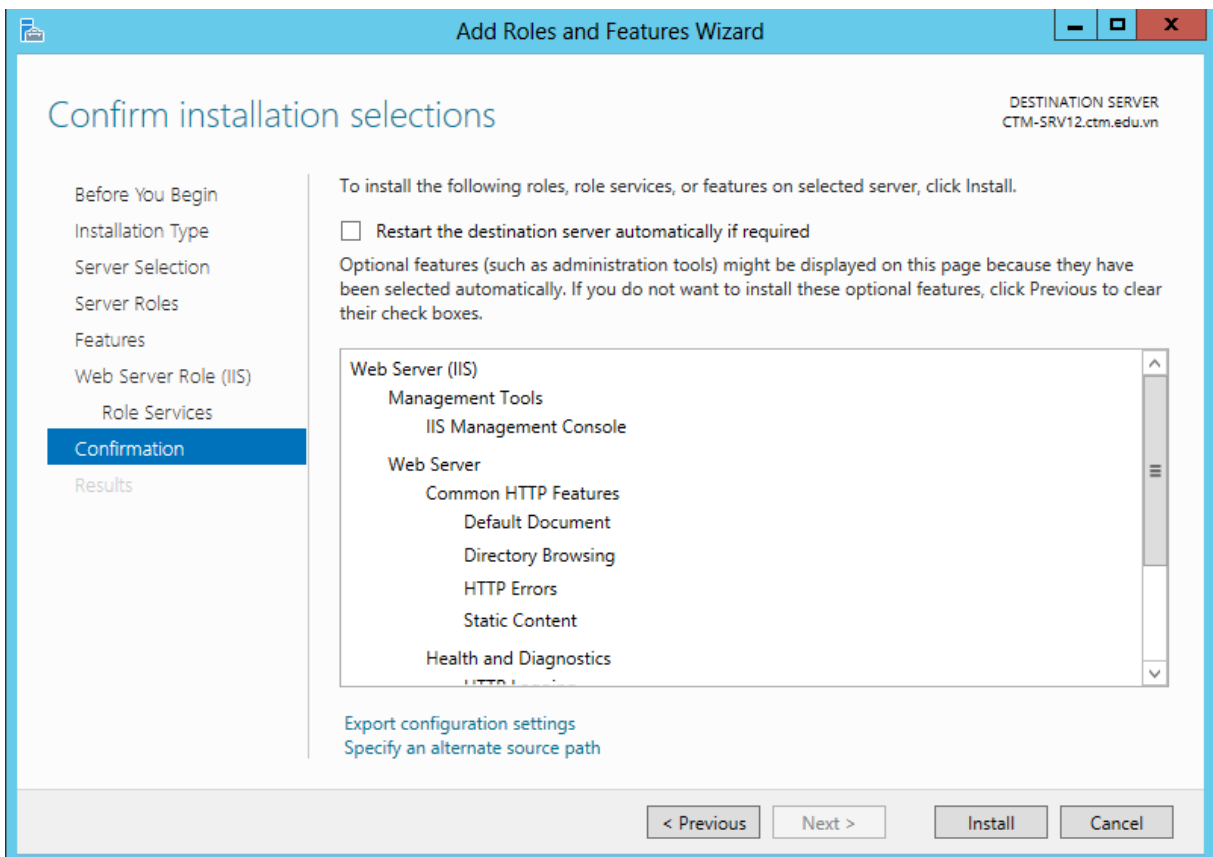 Add Roles and Features Wizard
Confirm installation selections
DESTINATION SERVER
CTM-SRV12.ctm.edu.vn
Before You Begin
Installation Type
Server Selection
Server Roles
Features
Web Server Role (IIS)
Role Services
Confirmation
Results
To install the following roles, role services, or features on selected server, click Install.
Restart the destination server automatically if required
Optional features (such as administration tools) might be displayed on this page because they have
been selected automatically. If you do not want to install these optional features, click Previous to clear
their check boxes.
Web Server (IIS)
Management Tools
IIS Management Console
Web Server
Common HTTP Features
Default Document
Directory Browsing
HTTP Errors
Static Content
Health and Diagnostics
Export configuration settings
Specify an alternate source path
< Previous
Next >
Install
Cancel